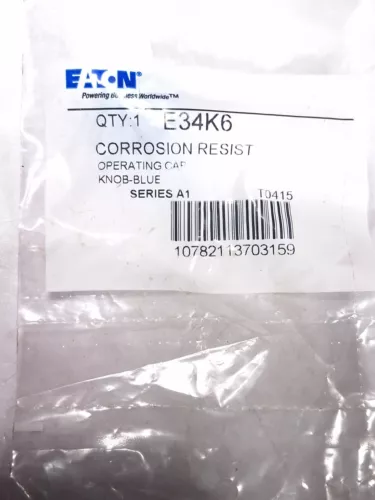 EATON
Powering Business Worldwide™
QTY:1 E34K6
CORROSION RESIST
OPERATING CAP
KNOB-BLUE
SERIES A1 T0415
10782113703159